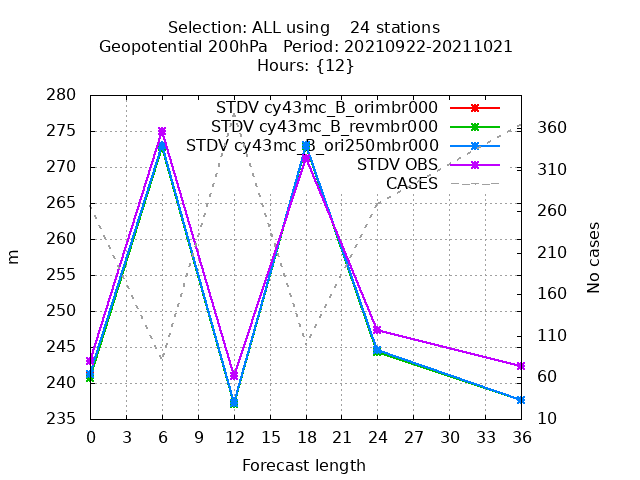 Selection: ALL using    24 stations
Geopotential 200hPa   Period: 20210922-20211021
Hours: {12}
280
275
270
265
260
255
250
245
240
235
m
STDV cy43mc_B_orimbr000
STDV cy43mc_B_revmbr000
STDV cy43mc_B_ori250mbr000
STDV OBS
CASES
360
310
260
210
160
110
60
10
No cases
0 3 6 9 12 15 18 21 24 27 30 33 36
Forecast length